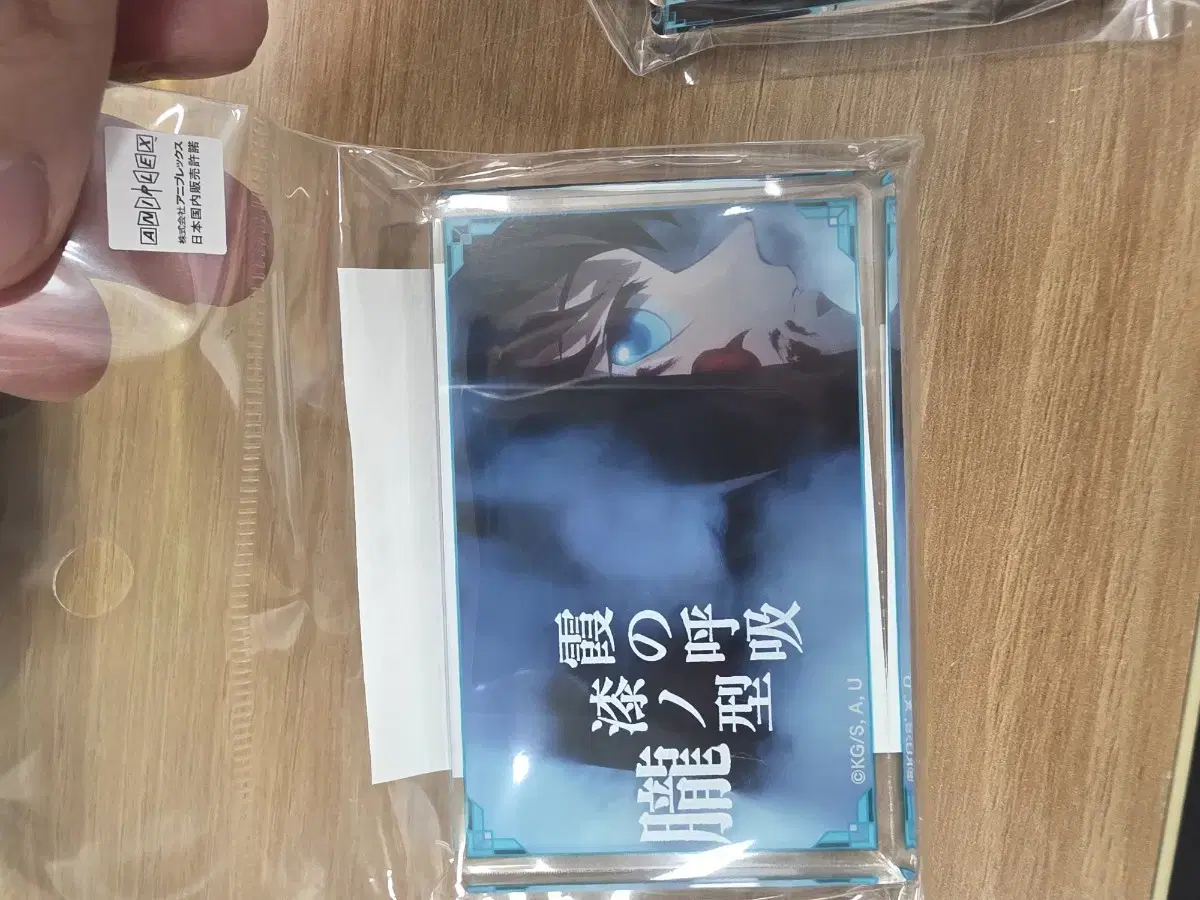 ANIPLEX
株式会社アニプレックス
日本国内販売許諾
霞の呼吸
漆ノ型
朧
©KG/S, A, U